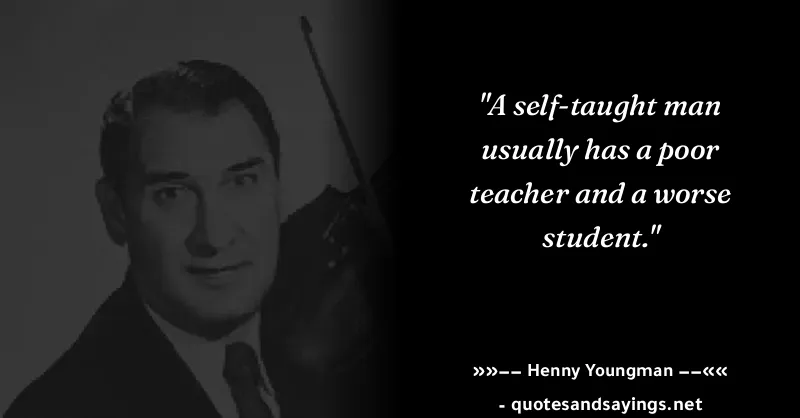 "A self-taught man
usually has a poor
teacher and a worse
student."
»»–– Henny Youngman ––««
- quotesandsayings.net